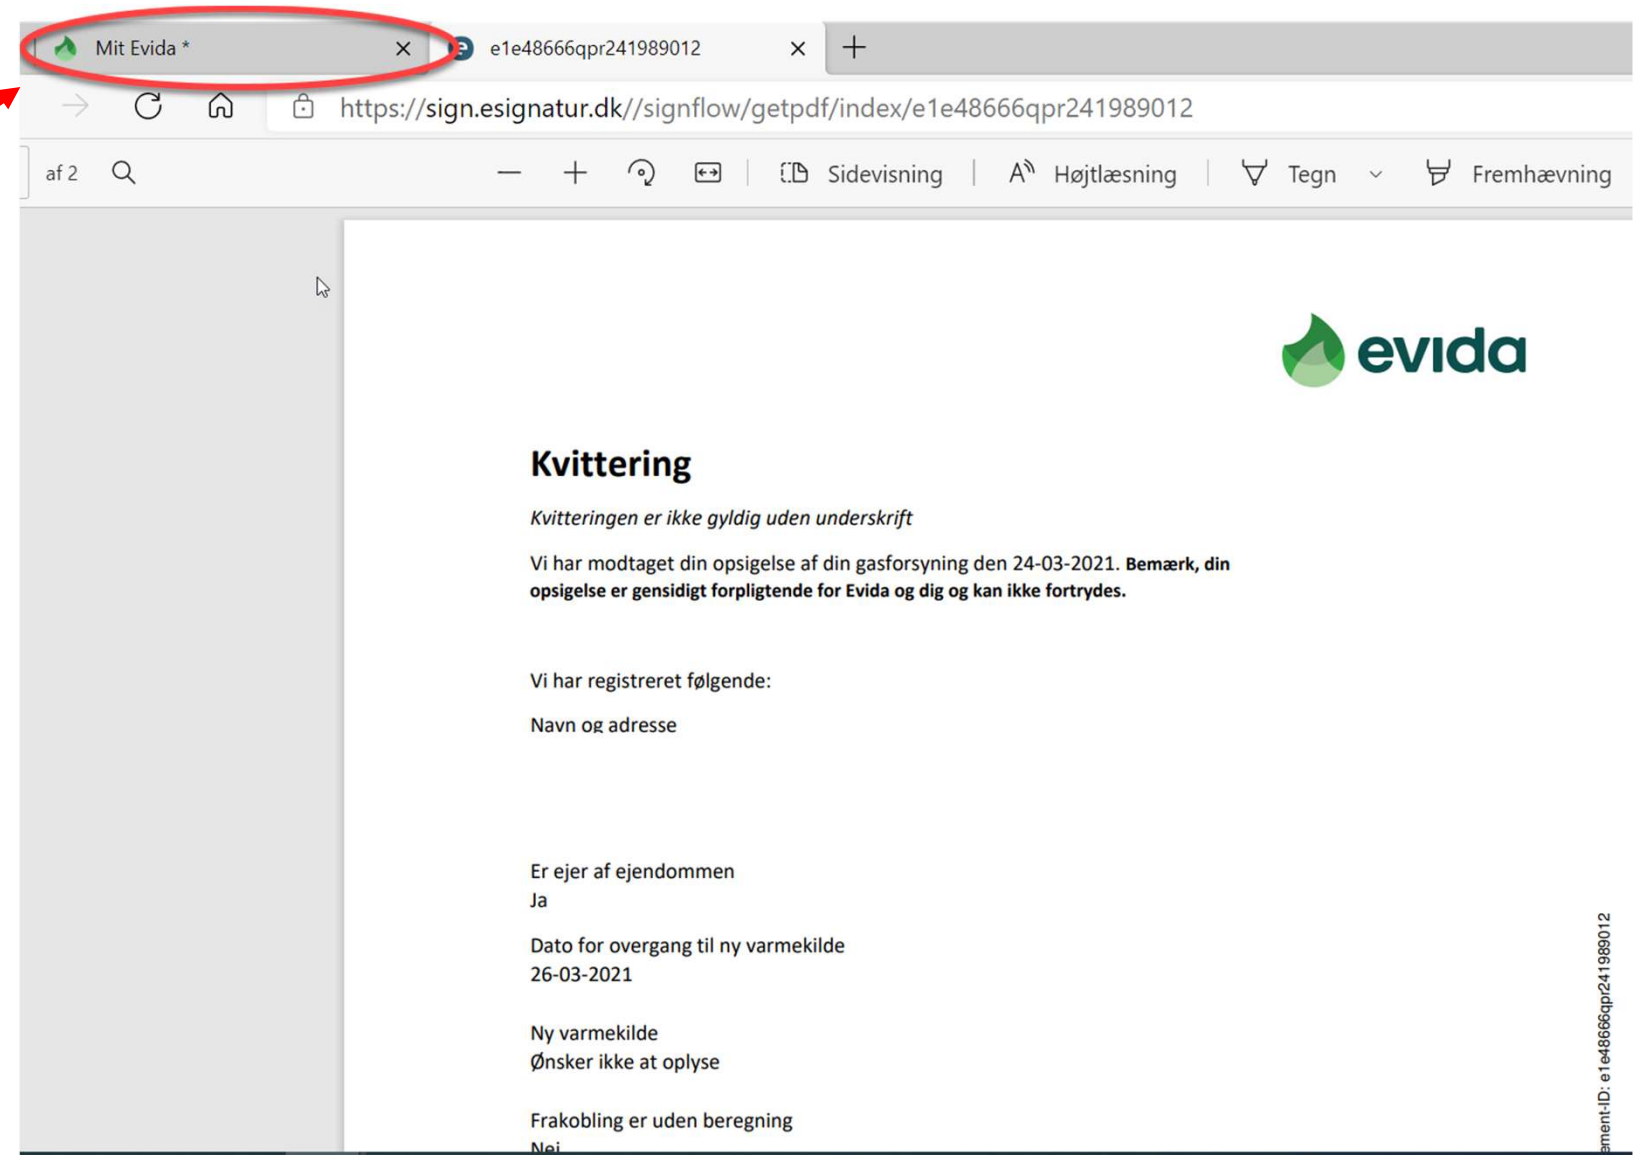 Mit Evida *
e1e48666qpr241989012
https://sign.esignatur.dk//signflow/getpdf/index/e1e48666qpr241989012
af 2
Sidevisning
Højtlæsning
Tegn
Fremhævning
evida
Kvittering
Kvitteringen er ikke gyldig uden underskrift
Vi har modtaget din opsigelse af din gasforsyning den 24-03-2021. Bemærk, din
opsigelse er gensidigt forpligtende for Evida og dig og kan ikke fortrydes.
Vi har registreret følgende:
Navn og adresse
Er ejer af ejendommen
Ja
Dato for overgang til ny varmekilde
26-03-2021
Ny varmekilde
Ønsker ikke at oplyse
Frakobling er uden beregning
Nej
ement-ID: e1e48666qpr241989012